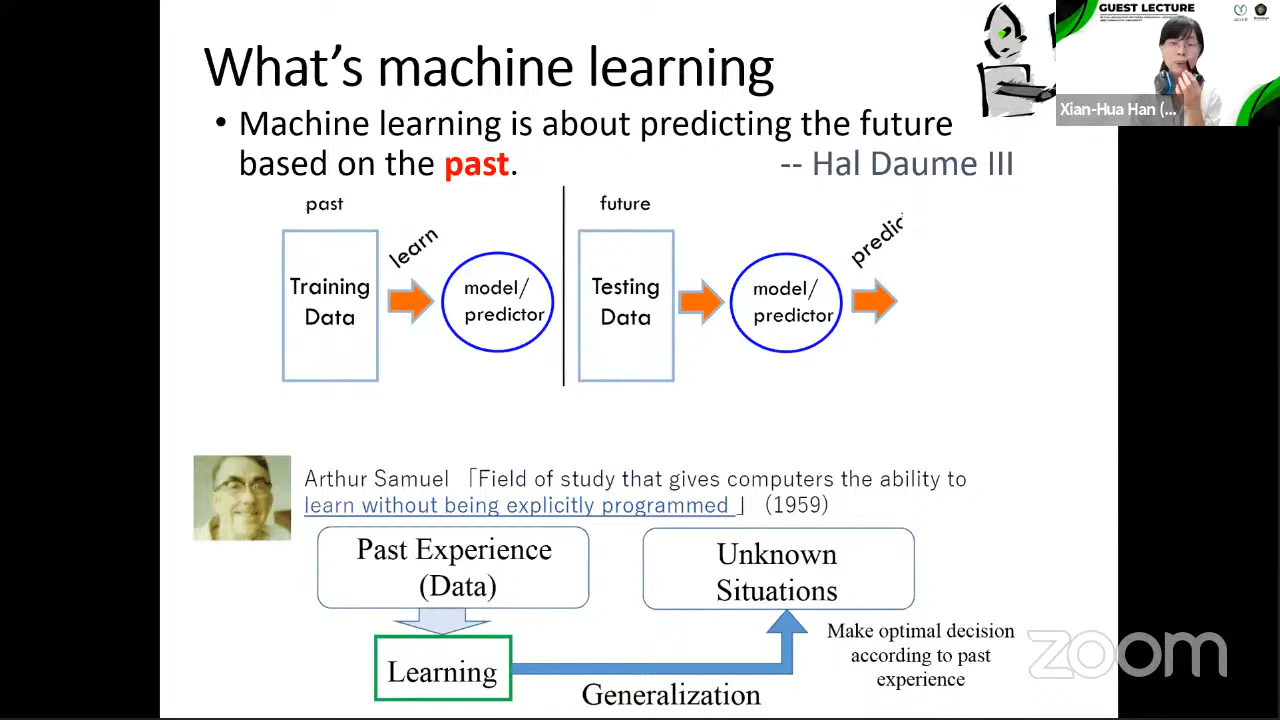 GUEST LECTURE
Xian-Hua Han (...
What's machine learning
• Machine learning is about predicting the future
based on the past.
-- Hal Daume III
past
future
learn
predic
Training
Data
model/
predictor
Testing
Data
model/
predictor
Arthur Samuel 「Field of study that gives computers the ability to
learn without being explicitly programmed」 (1959)
Past Experience
(Data)
Unknown
Situations
Learning
Generalization
Make optimal decision
according to past
experience
zoom